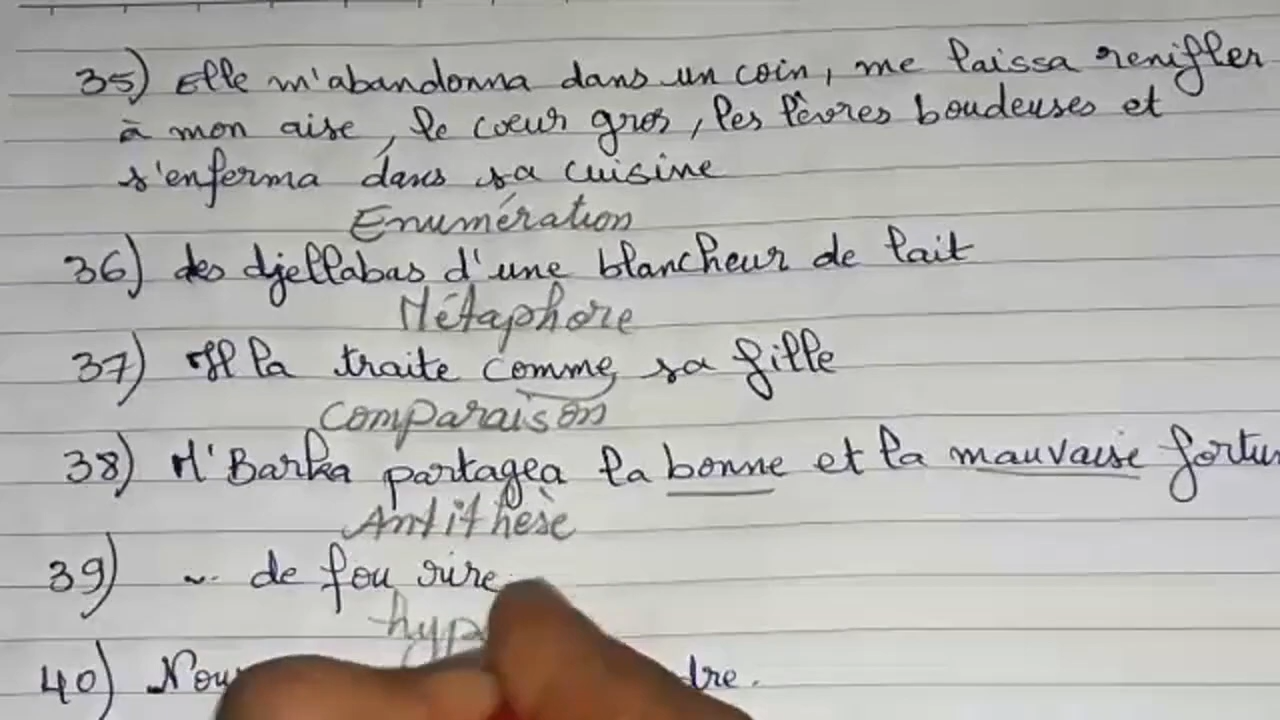 35) Elle m'abandonna dans un coin, me laissa renifler
à mon aise, le coeur gros, les lèvres boudeuses et
s'enferma dans sa cuisine
Enumération
36) des djellabas d'une blancheur de lait
Métaphore
37) Il la traite comme sa fille
Comparaison
38) M'Barka partagea la bonne et la mauvaise fortu
Antithèse
39) ... de fou rire
hyp
40) Nou dre.